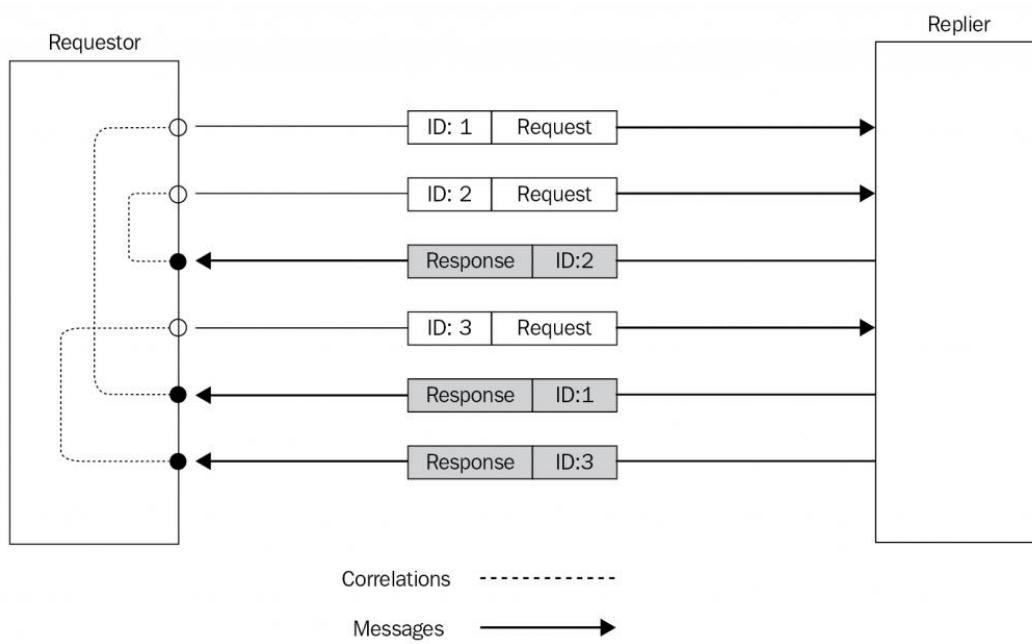 Requestor
Replier
ID: 1 Request
ID: 2 Request
Response ID:2
ID: 3 Request
Response ID:1
Response ID:3
Correlations
Messages